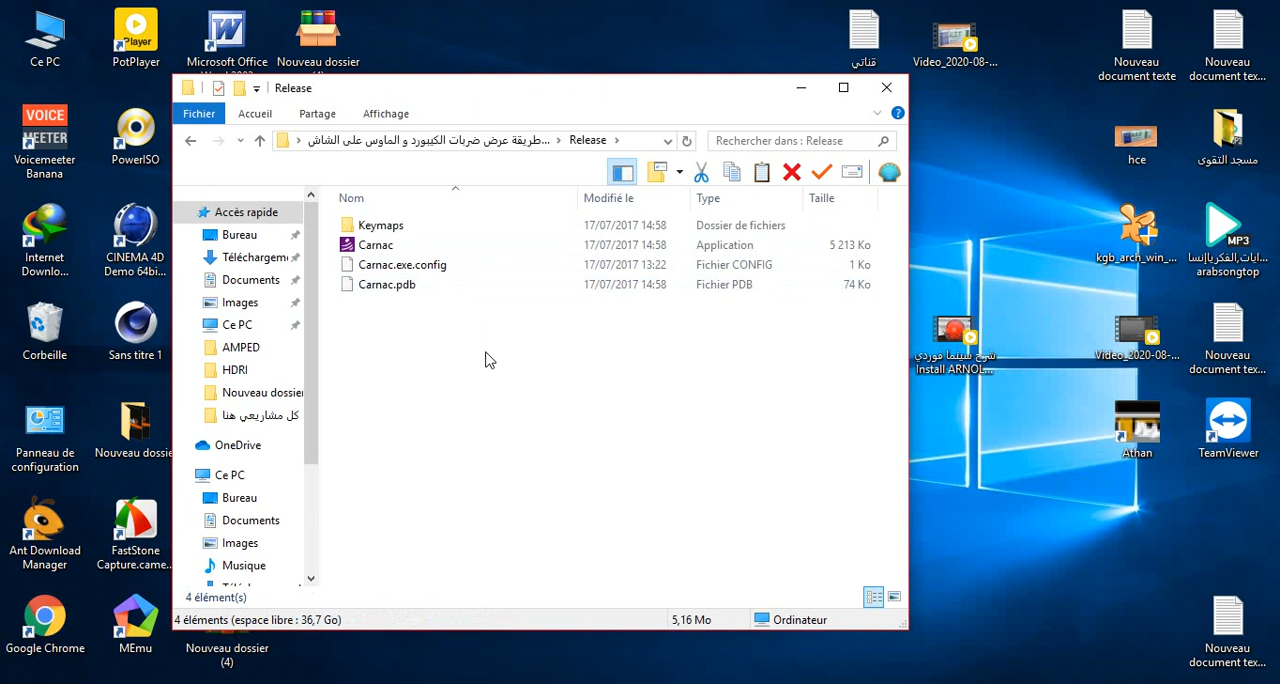 Ce PC
PotPlayer
Microsoft Office
Nouveau dossier
قناتي
Video_2020-08-...
Nouveau
document texte
Nouveau
document tex...
Player
Release
Fichier
Accueil
Partage
Affichage
طريقة عرض ضربات الكيبورد و الماوس على الشاش...
Release
Rechercher dans : Release
VOICE
MEETER
Voicemeeter
Banana
PowerISO
Internet
Downlo...
CINEMA 4D
Demo 64bi...
Corbeille
Sans titre 1
Panneau de
configuration
Nouveau dossie
Ant Download
Manager
FastStone
Capture.came...
Google Chrome
MEmu
Nouveau dossier
(4)
Accès rapide
Bureau
Téléchargem
Documents
Images
Ce PC
AMPED
HDRI
Nouveau dossie
كل مشاريعي هنا
OneDrive
Ce PC
Bureau
Documents
Images
Musique
Nom
Modifié le
Type
Taille
Keymaps 17/07/2017 14:58 Dossier de fichiers
Carnac 17/07/2017 14:58 Application 5 213 Ko
Carnac.exe.config 17/07/2017 13:22 Fichier CONFIG 1 Ko
Carnac.pdb 17/07/2017 14:58 Fichier PDB 74 Ko
4 élément(s)
4 éléments (espace libre : 36,7 Go)
5,16 Mo
Ordinateur
hce
مسجد التقوى
kgb_arch_win_...
MP3
arabsongtop
شرح سينما فوردي
Install ARNOL...
Video_2020-08-...
Nouveau
document tex...
Athan
TeamViewer
Nouveau
document tex...